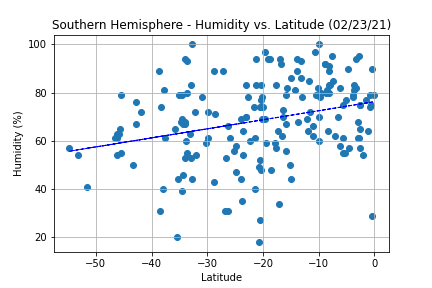 Southern Hemisphere - Humidity vs. Latitude (02/23/21)
Humidity (%)
100
80
60
40
20
−50 −40 −30 −20 −10 0
Latitude